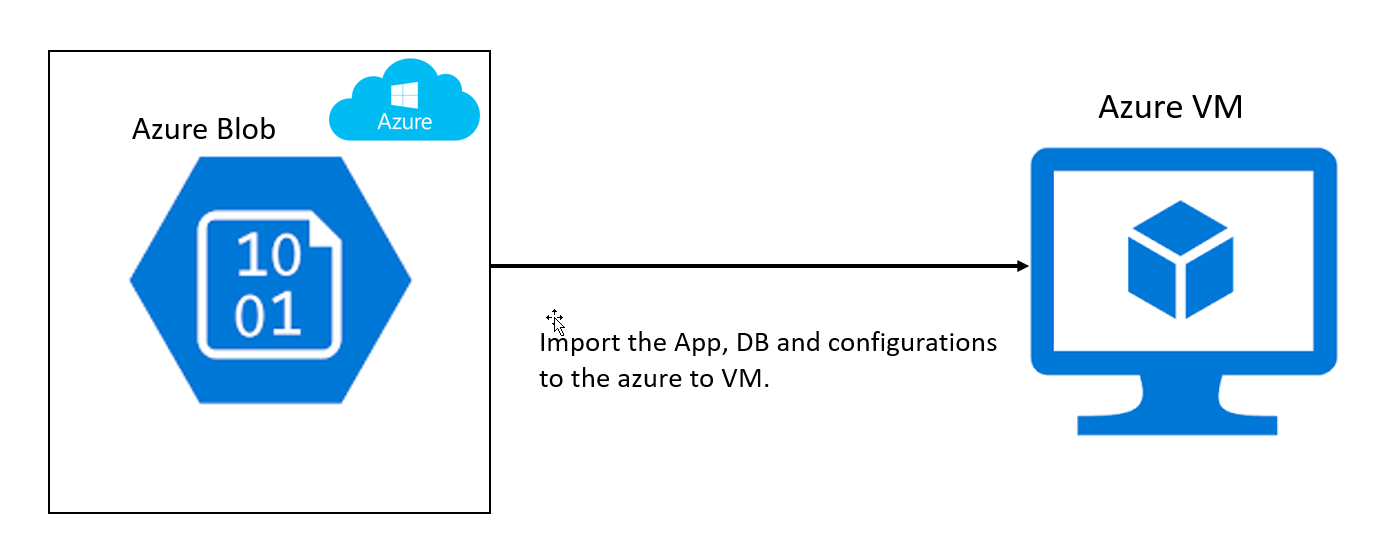 Azure Blob
Azure
10
01
Import the App, DB and configurations
to the azure to VM.
Azure VM